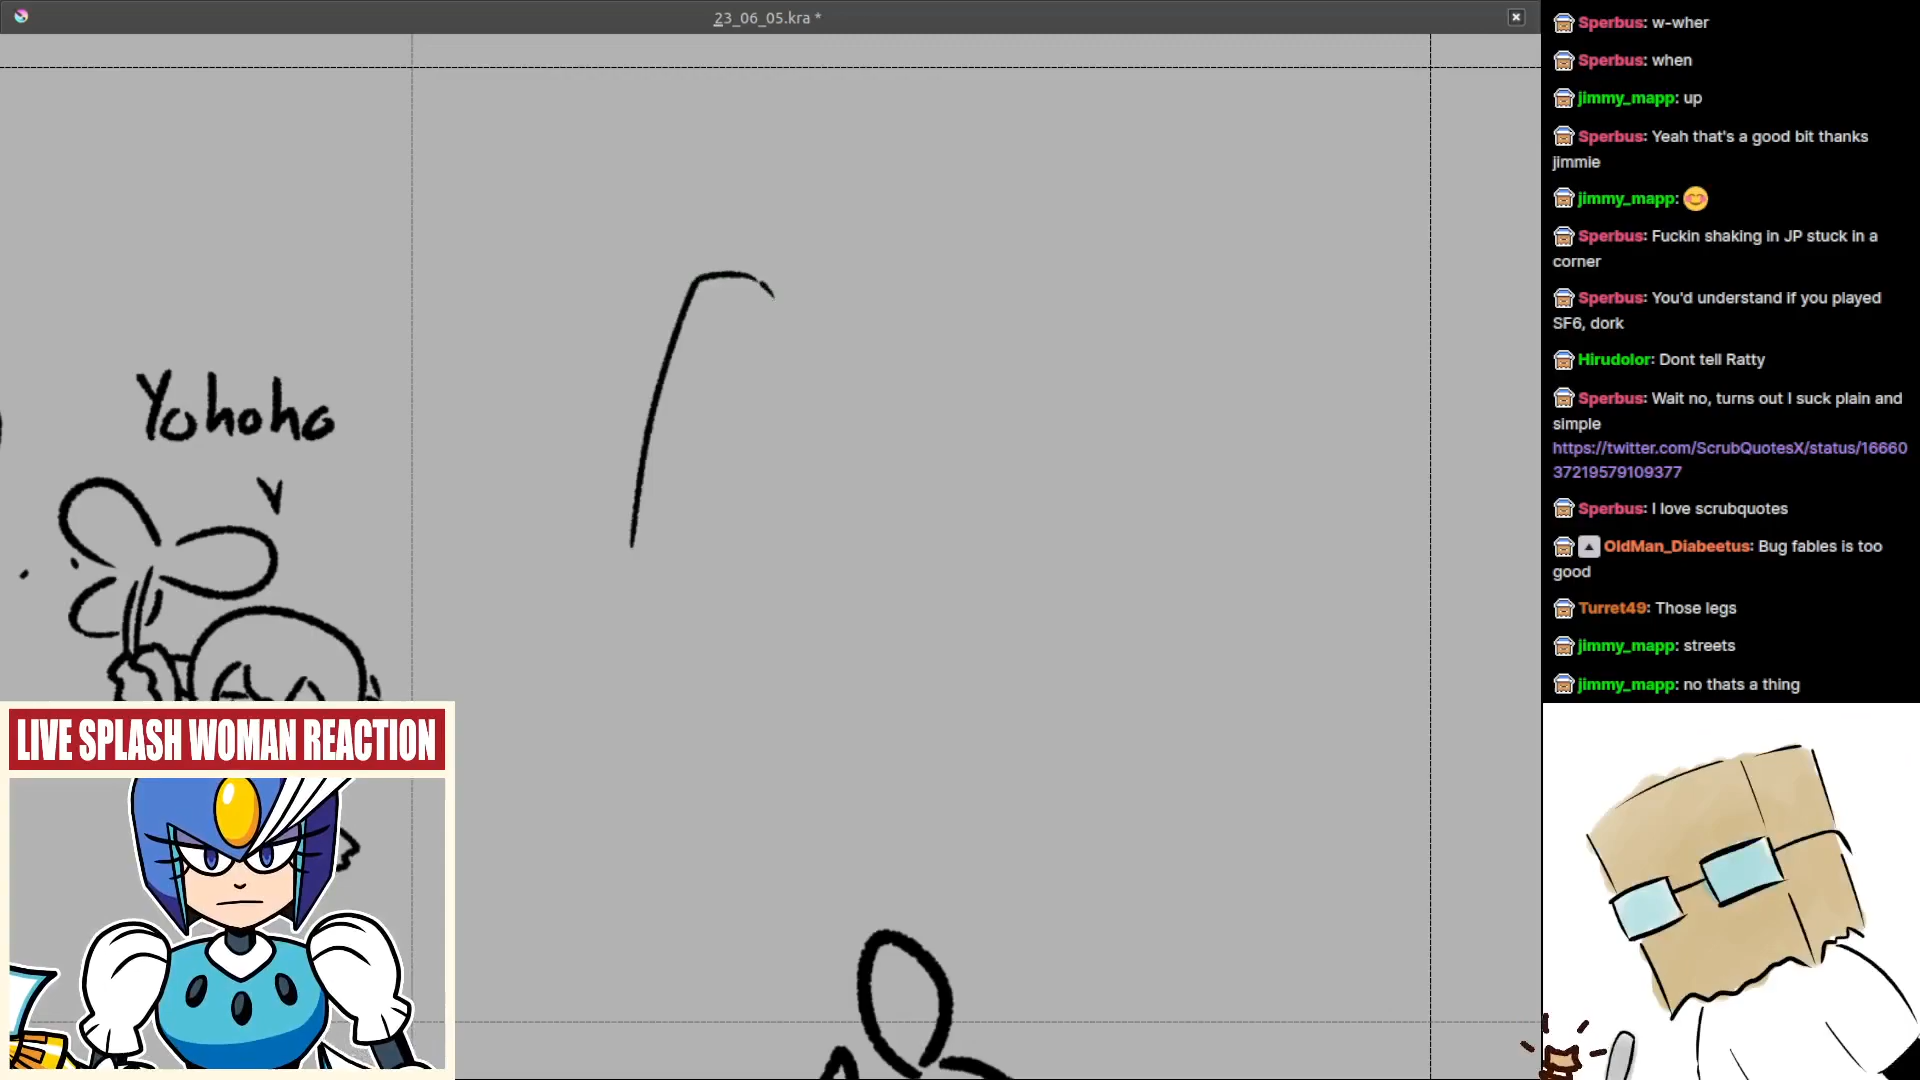 23_06_05.kra *
Yohoho
LIVE SPLASH WOMAN REACTION
Sperbus: w-wher
Sperbus: when
jimmy_mapp: up
Sperbus: Yeah that's a good bit thanks
jimmie
jimmy_mapp: 😊
Sperbus: Fuckin shaking in JP stuck in a
corner
Sperbus: You'd understand if you played
SF6, dork
Hirudolor: Dont tell Ratty
Sperbus: Wait no, turns out I suck plain and
simple
https://twitter.com/ScrubQuotesX/status/16660
37219579109377
Sperbus: I love scrubquotes
OldMan_Diabeetus: Bug fables is too
good
Turret49: Those legs
jimmy_mapp: streets
jimmy_mapp: no thats a thing